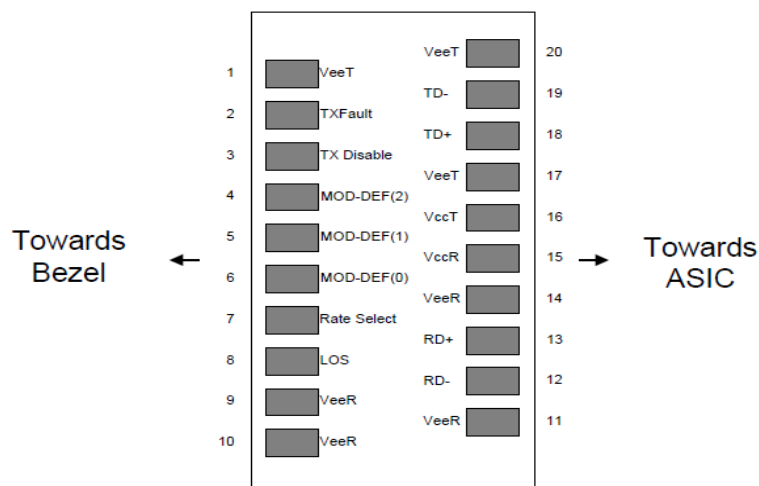 VeeT 20
1 VeeT
TD- 19
2 TXFault
TD+ 18
3 TX Disable
VeeT 17
4 MOD-DEF(2)
VccT 16
5 MOD-DEF(1)
Towards
Bezel
VccR 15
Towards
ASIC
6 MOD-DEF(0)
VeeR 14
7 Rate Select
RD+ 13
8 LOS
RD- 12
9 VeeR
VeeR 11
10 VeeR